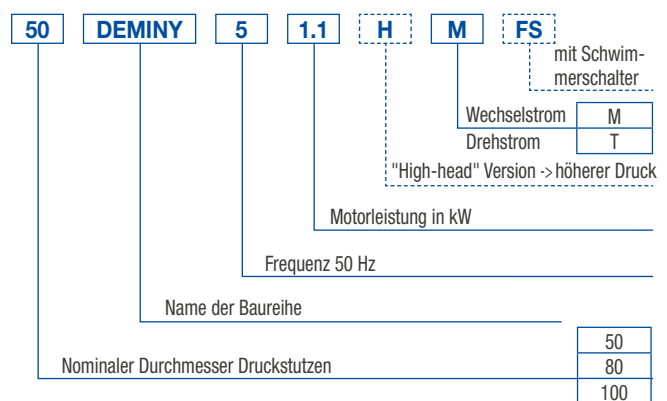 50 DEMINY 5 1.1 H M FS
mit Schwim-
merschalter
Wechselstrom M
Drehstrom T
"High-head" Version -> höherer Druck
Motorleistung in kW
Frequenz 50 Hz
Name der Baureihe
50
Nominaler Durchmesser Druckstutzen 80
100